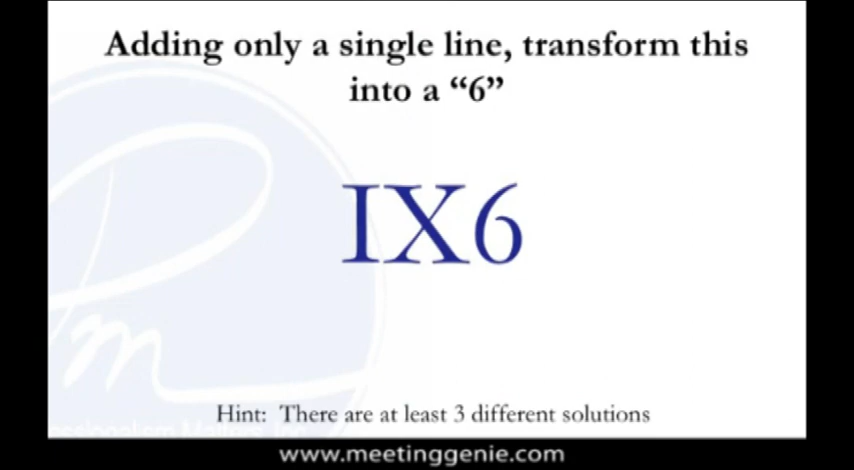 Adding only a single line, transform this
into a “6”
IX6
Hint: There are at least 3 different solutions
www.meetinggenie.com